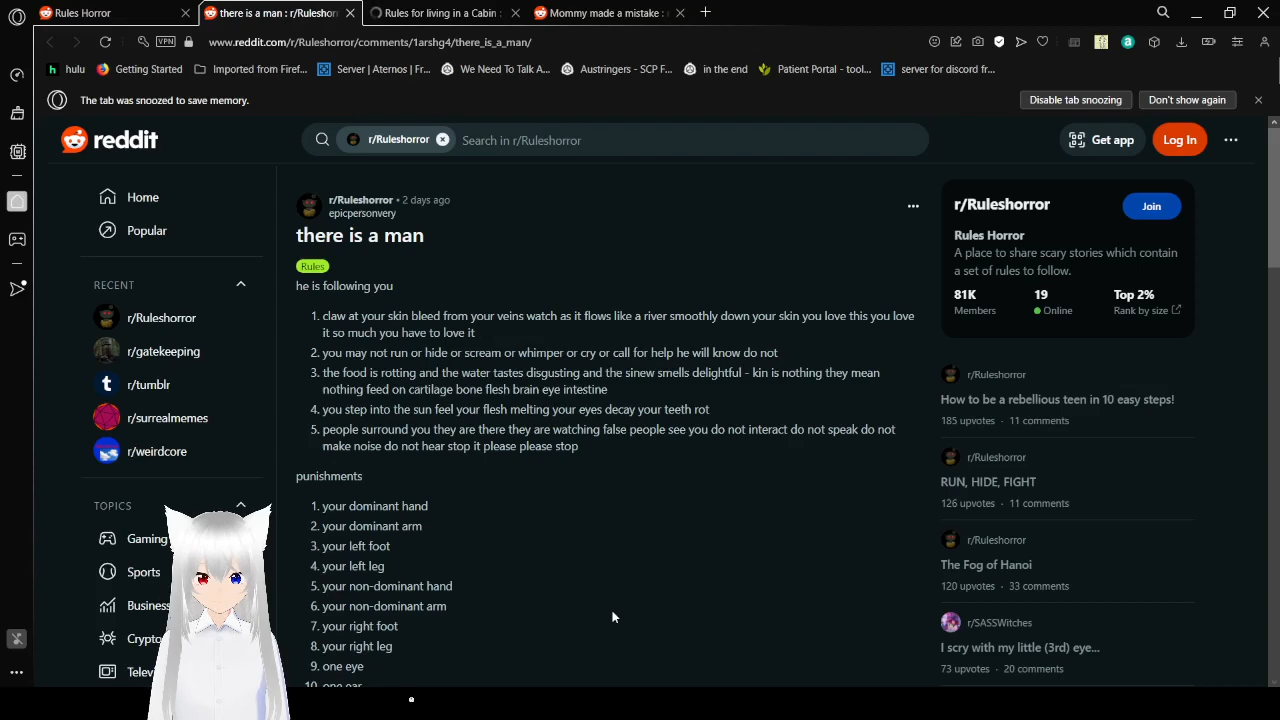 Rules Horror
there is a man : r/Ruleshor
Rules for living in a Cabin
Mommy made a mistake :
VPN
www.reddit.com/r/Ruleshorror/comments/1arshg4/there_is_a_man/
hulu
Getting Started
Imported from Firef...
Server | Aternos | Fr...
We Need To Talk A...
Austringers - SCP F...
in the end
Patient Portal - tool...
server for discord fr...
The tab was snoozed to save memory.
Disable tab snoozing
Don't show again
reddit
r/Ruleshorror
Search in r/Ruleshorror
Get app
Log In
Home
Popular
RECENT
r/Ruleshorror
r/gatekeeping
r/tumblr
r/surrealmemes
r/weirdcore
TOPICS
Gaming
Sports
Business
Crypto
Telev
r/Ruleshorror • 2 days ago
epicpersonvery
there is a man
Rules
he is following you
1. claw at your skin bleed from your veins watch as it flows like a river smoothly down your skin you love this you love
it so much you have to love it
2. you may not run or hide or scream or whimper or cry or call for help he will know do not
3. the food is rotting and the water tastes disgusting and the sinew smells delightful - kin is nothing they mean
nothing feed on cartilage bone flesh brain eye intestine
4. you step into the sun feel your flesh melting your eyes decay your teeth rot
5. people surround you they are there they are watching false people see you do not interact do not speak do not
make noise do not hear stop it please please stop
punishments
1. your dominant hand
2. your dominant arm
3. your left foot
4. your left leg
5. your non-dominant hand
6. your non-dominant arm
7. your right foot
8. your right leg
9. one eye
10. one ear
r/Ruleshorror
Join
Rules Horror
A place to share scary stories which contain
a set of rules to follow.
81K
19
Top 2%
Members
Online
Rank by size
r/Ruleshorror
How to be a rebellious teen in 10 easy steps!
185 upvotes · 11 comments
r/Ruleshorror
RUN, HIDE, FIGHT
126 upvotes · 11 comments
r/Ruleshorror
The Fog of Hanoi
120 upvotes · 33 comments
r/SASSWitches
I scry with my little (3rd) eye...
73 upvotes · 20 comments